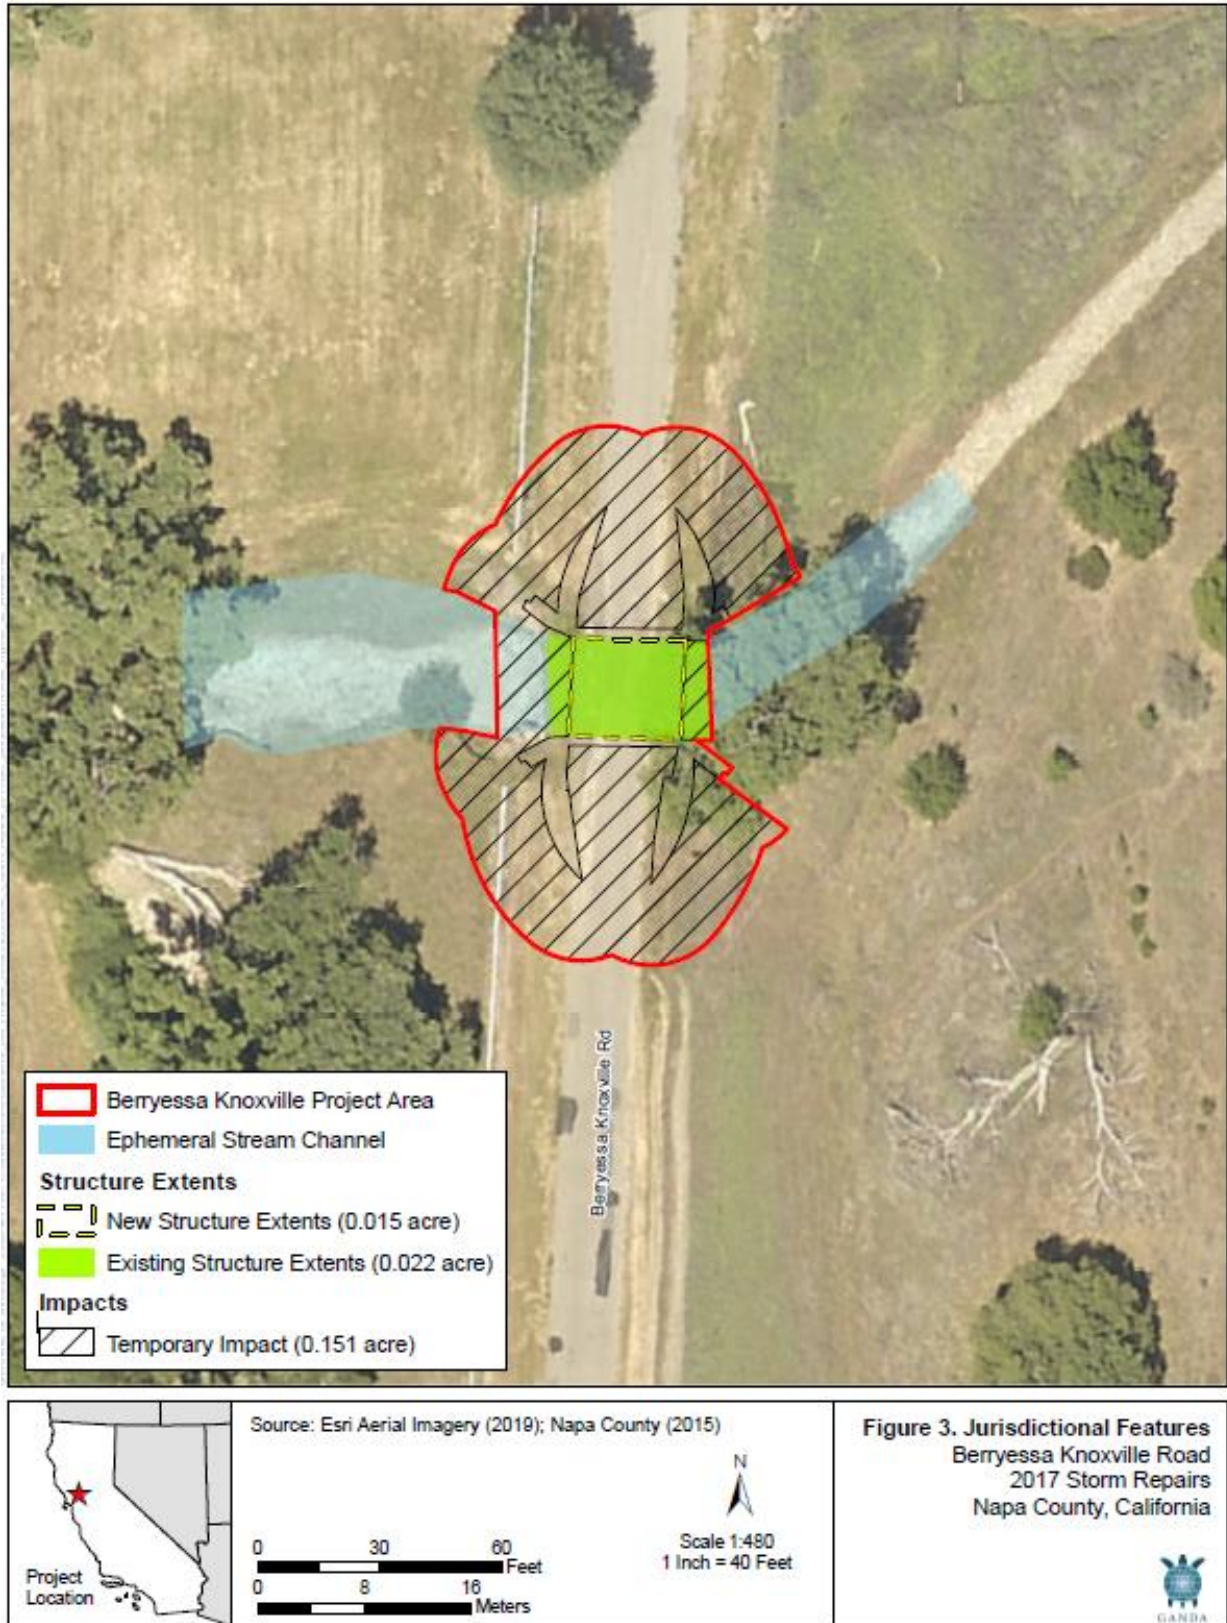 Berryessa Knoxville Rd
Berryessa Knoxville Project Area
Ephemeral Stream Channel
Structure Extents
New Structure Extents (0.015 acre)
Existing Structure Extents (0.022 acre)
Impacts
Temporary Impact (0.151 acre)
Project
Location
Source: Esri Aerial Imagery (2019); Napa County (2015)
0 30 60
Feet
0 8 16
Meters
N
Scale 1:480
1 Inch = 40 Feet
Figure 3. Jurisdictional Features
Berryessa Knoxville Road
2017 Storm Repairs
Napa County, California
GANDA